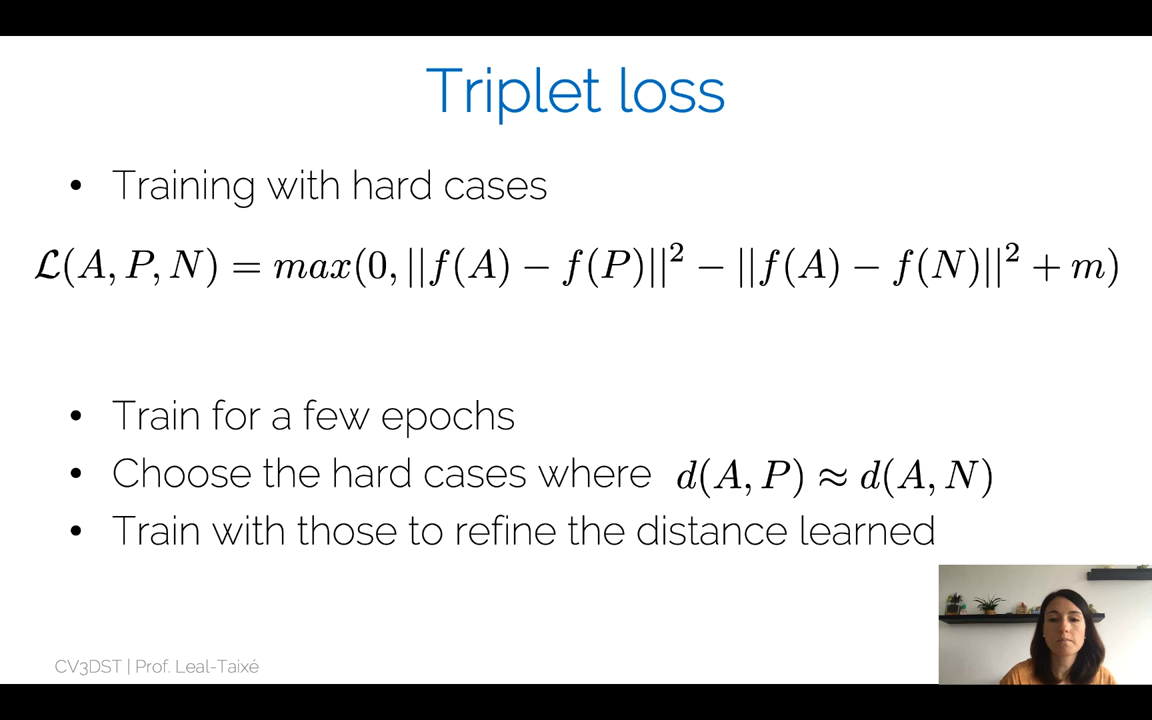 Triplet loss
• Training with hard cases
ℒ(A, P, N) = max(0, ||f(A) − f(P)||² − ||f(A) − f(N)||² + m)
• Train for a few epochs
• Choose the hard cases where d(A, P) ≈ d(A, N)
• Train with those to refine the distance learned
CV3DST | Prof. Leal-Taixé